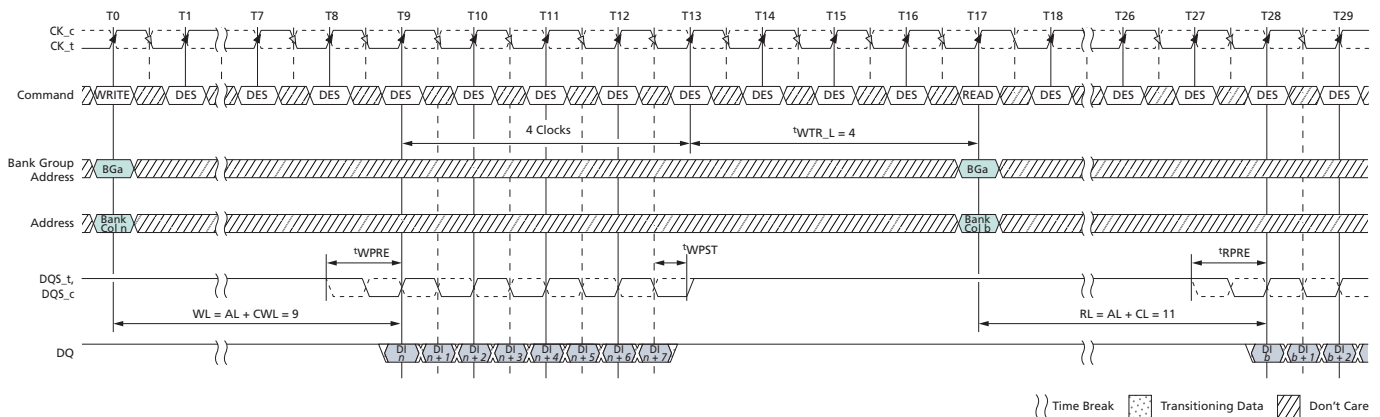 T0 T1 T7 T8 T9 T10 T11 T12 T13 T14 T15 T16 T17 T18 T26 T27 T28 T29
CK_c
CK_t
Command WRITE DES DES DES DES DES DES DES DES DES DES DES READ DES DES DES DES DES
4 Clocks tWTR_L = 4
Bank Group
Address BGa BGa
Address Bank
Col n Bank
Col b
tWPRE tWPST tRPRE
DQS_t,
DQS_c
WL = AL + CWL = 9 RL = AL + CL = 11
DQ DI
n DI
n + 1 DI
n + 2 DI
n + 3 DI
n + 4 DI
n + 5 DI
n + 6 DI
n + 7 DI
b DI
b + 1 DI
b + 2
Time Break Transitioning Data Don't Care